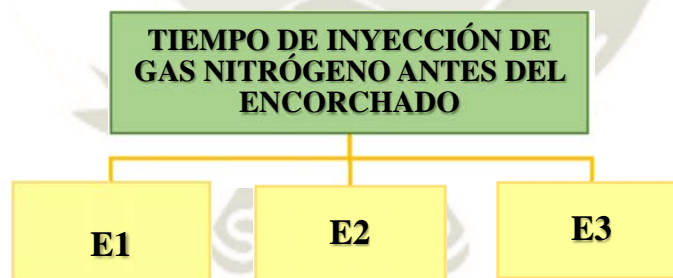 TIEMPO DE INYECCIÓN DE
GAS NITRÓGENO ANTES DEL
ENCORCHADO
E1
E2
E3